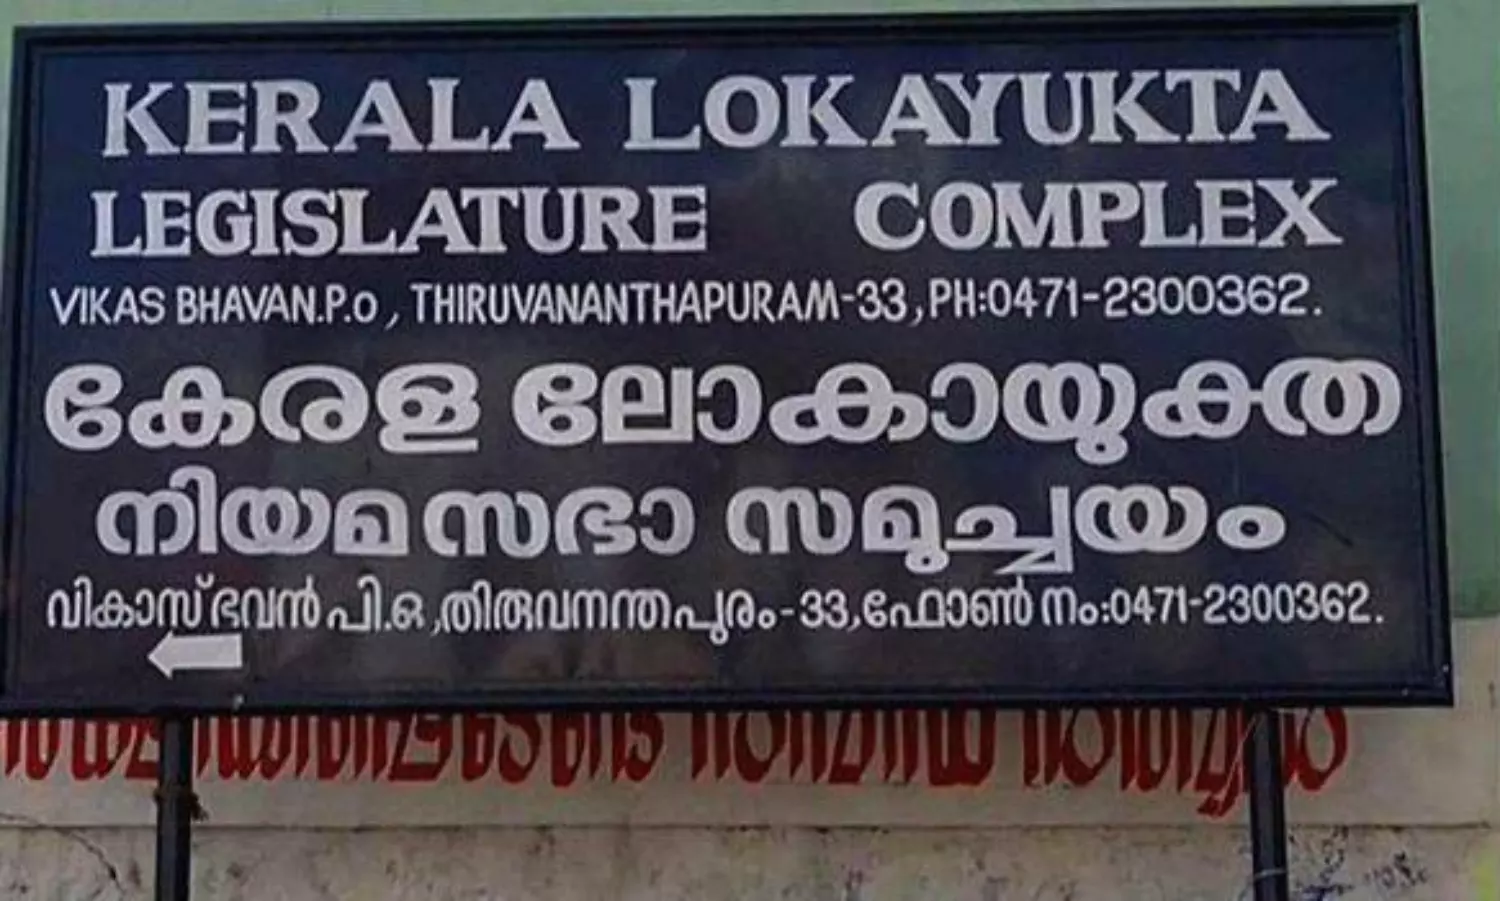 KERALA LOKAYUKTA
LEGISLATURE COMPLEX
VIKAS BHAVAN.P.O, THIRUVANANTHAPURAM-33, PH:0471-2300362.
കേരള ലോകായുക്ത
നിയമസഭാ സമുച്ചയം
വികാസ് ഭവൻ പി.ഒ, തിരുവനന്തപുരം-33, ഫോൺ നം:0471-2300362.